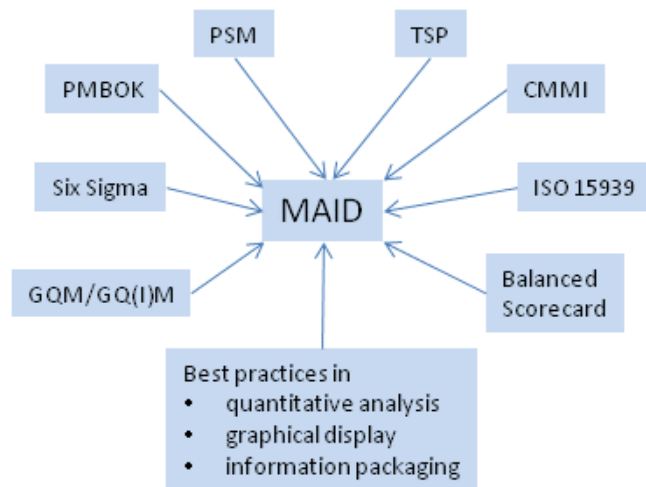 PSM
TSP
PMBOK
CMMI
Six Sigma
MAID
ISO 15939
GQM/GQ(I)M
Balanced
Scorecard
Best practices in
• quantitative analysis
• graphical display
• information packaging